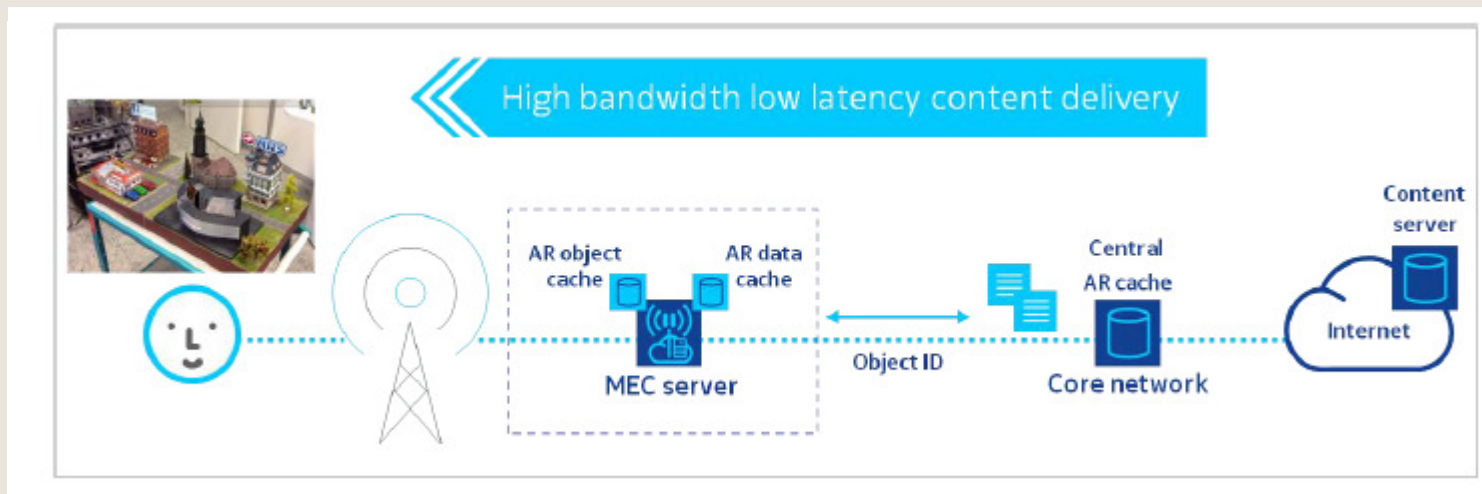 High bandwidth low latency content delivery
Content
server
AR object
cache
AR data
cache
Central
AR cache
Internet
Object ID
MEC server
Core network